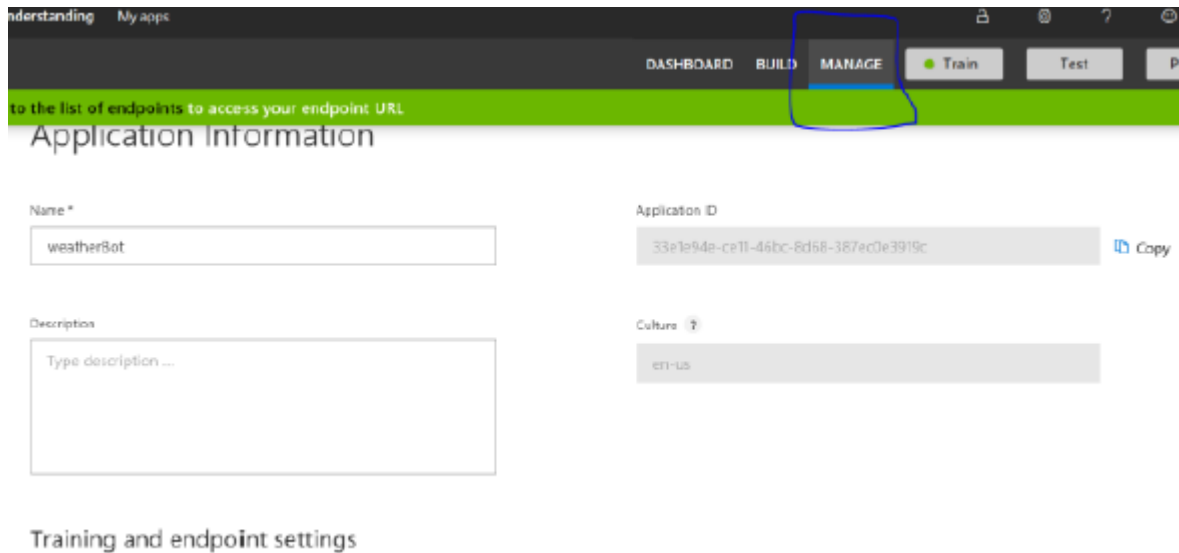 nderstanding My apps
DASHBOARD BUILD MANAGE Train Test P
to the list of endpoints to access your endpoint URL
Application Information
Name * Application ID
weatherBot 33e1e94e-ce11-46bc-8d68-387ec0e3919c Copy
Description Culture ?
Type description ... en-us
Training and endpoint settings